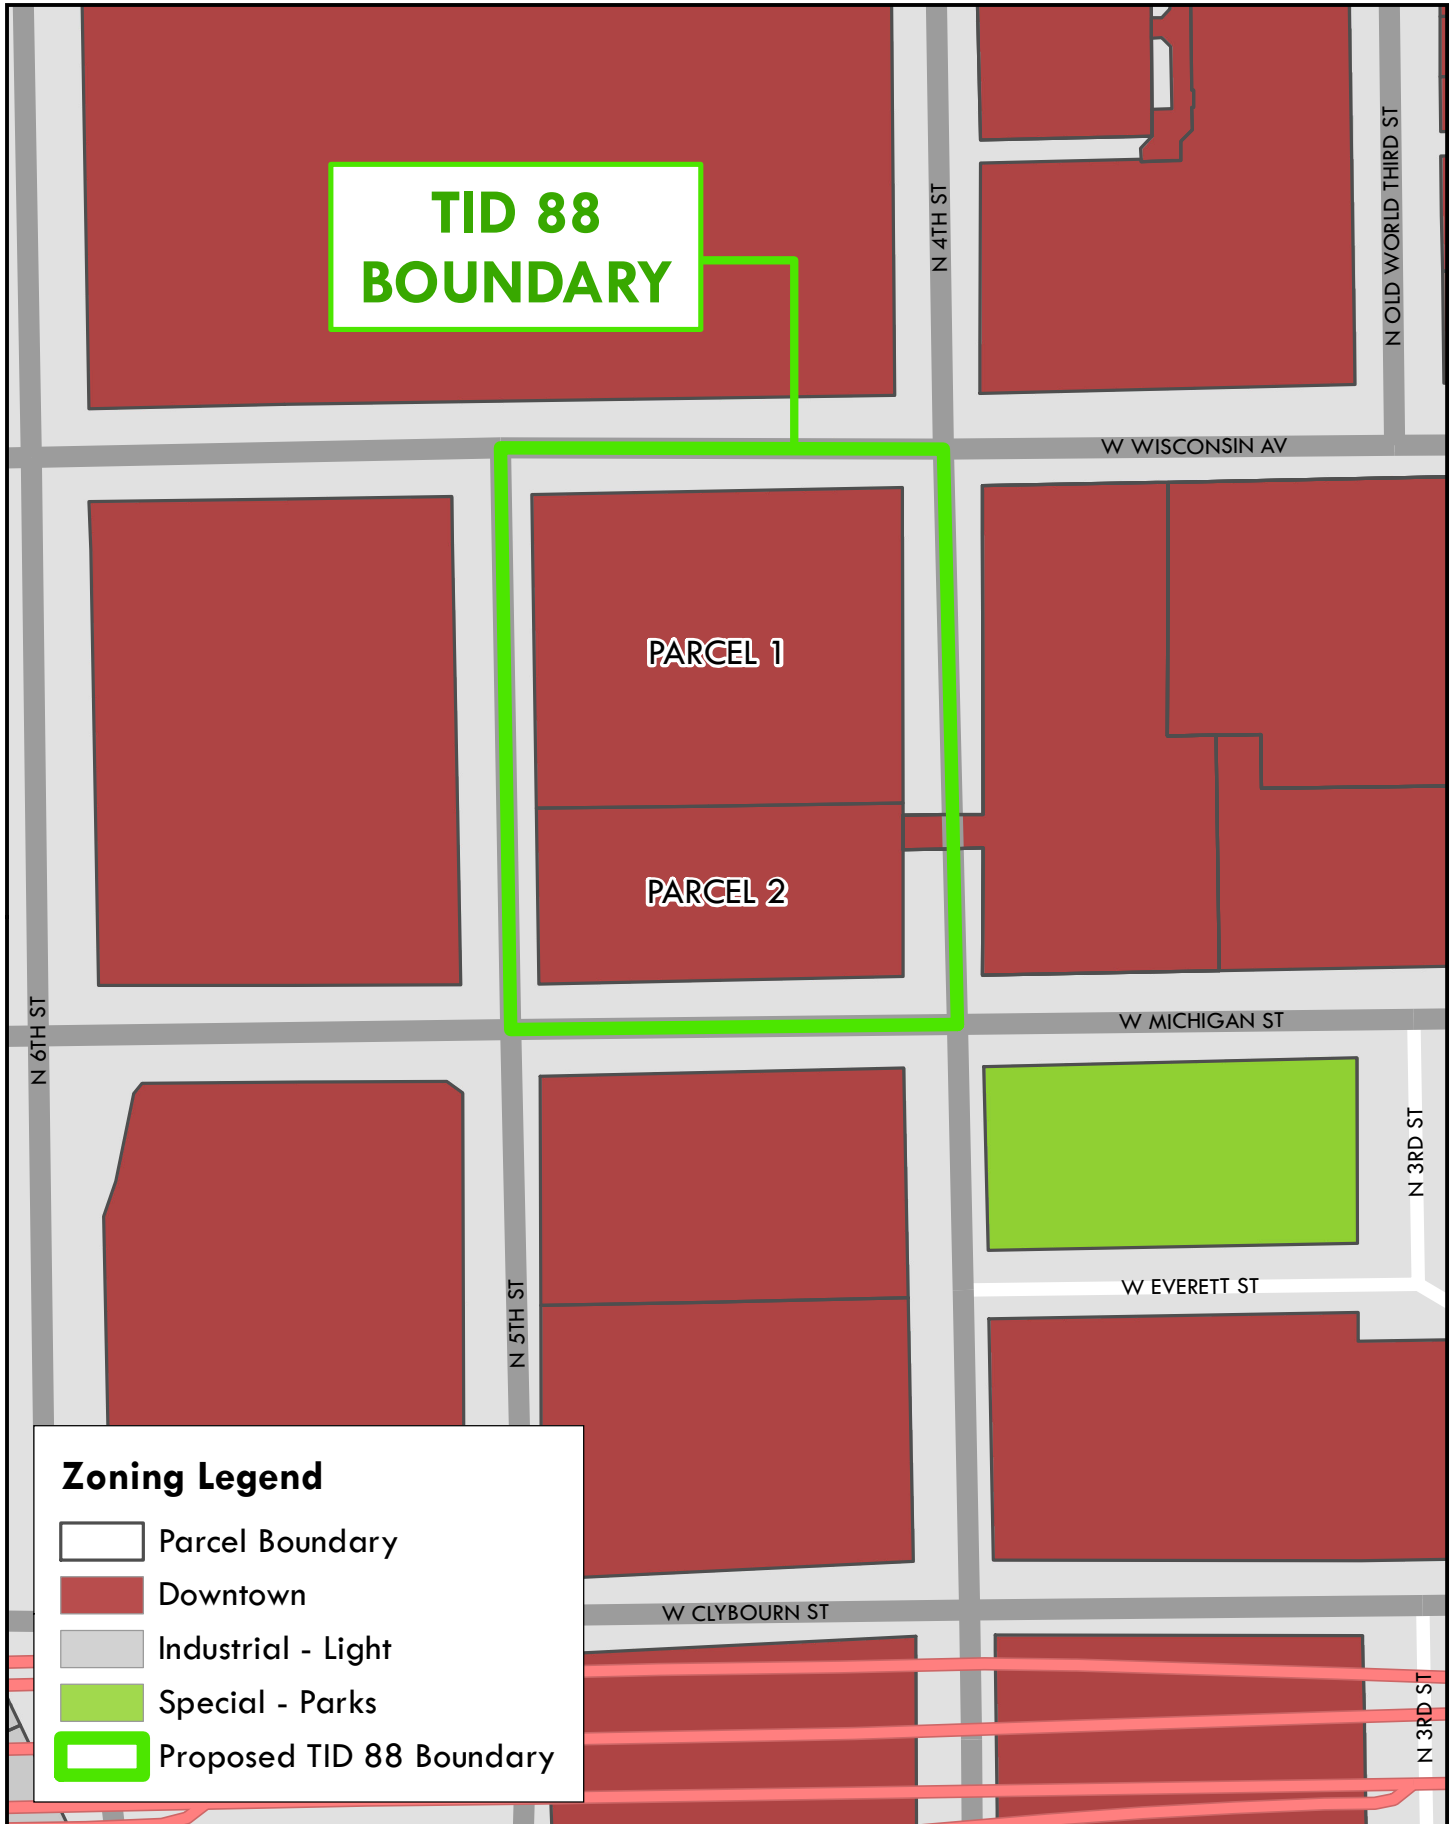 TID 88
BOUNDARY
N 4TH ST
N OLD WORLD THIRD ST
W WISCONSIN AV
PARCEL 1
PARCEL 2
N 6TH ST
W MICHIGAN ST
N 3RD ST
W EVERETT ST
N 5TH ST
Zoning Legend
Parcel Boundary
Downtown
Industrial - Light
Special - Parks
Proposed TID 88 Boundary
W CLYBOURN ST
N 3RD ST